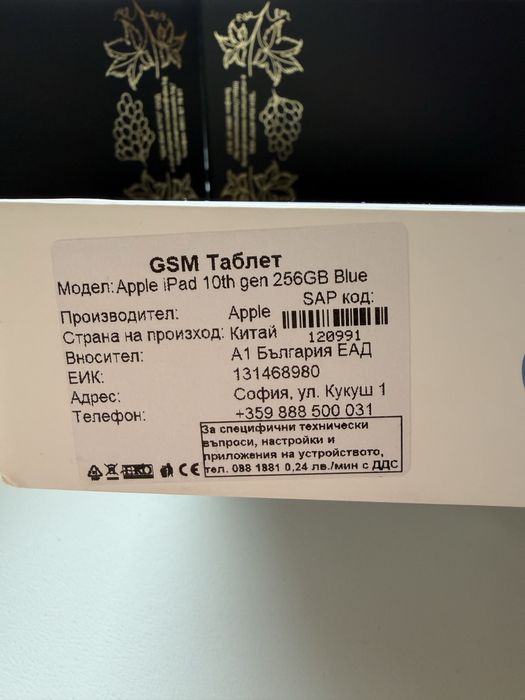 GSM Таблет
Модел: Apple iPad 10th gen 256GB Blue
SAP код:
Производител: Apple
120991
Страна на произход: Китай
Вносител: А1 България ЕАД
ЕИК: 131468980
Адрес: София, ул. Кукуш 1
Телефон: +359 888 500 031
За специфични технически
въпроси, настройки и
приложения на устройството,
тел. 088 1881 0,24 лв./мин с ДДС
CE